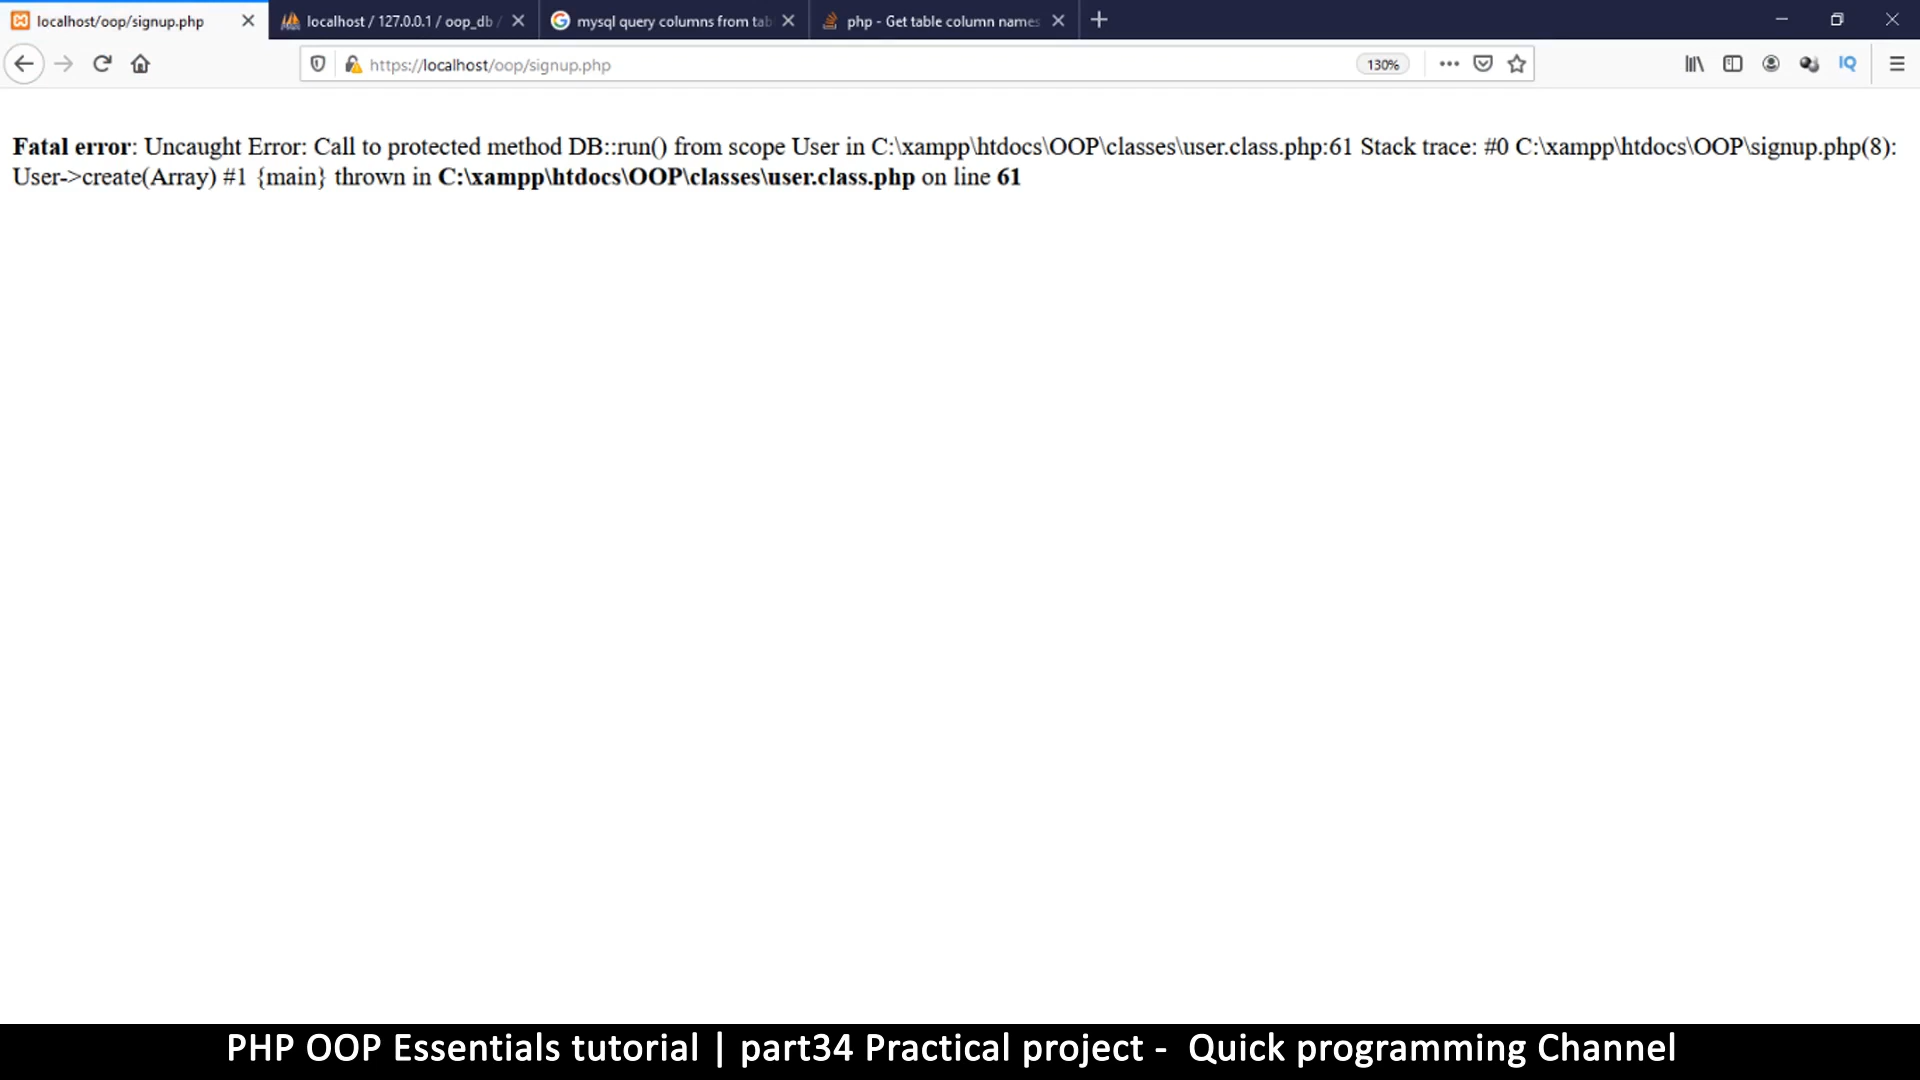 localhost/oop/signup.php
localhost / 127.0.0.1 / oop_db /
mysql query columns from tab
php - Get table column names
https://localhost/oop/signup.php
130%
IQ
Fatal error: Uncaught Error: Call to protected method DB::run() from scope User in C:\xampp\htdocs\OOP\classes\user.class.php:61 Stack trace: #0 C:\xampp\htdocs\OOP\signup.php(8):
User->create(Array) #1 {main} thrown in C:\xampp\htdocs\OOP\classes\user.class.php on line 61
PHP OOP Essentials tutorial | part34 Practical project - Quick programming Channel